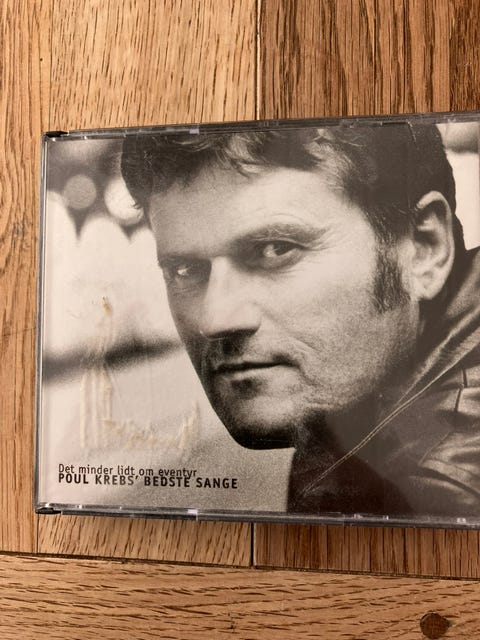 Det minder lidt om eventyr
POUL KREBS' BEDSTE SANGE